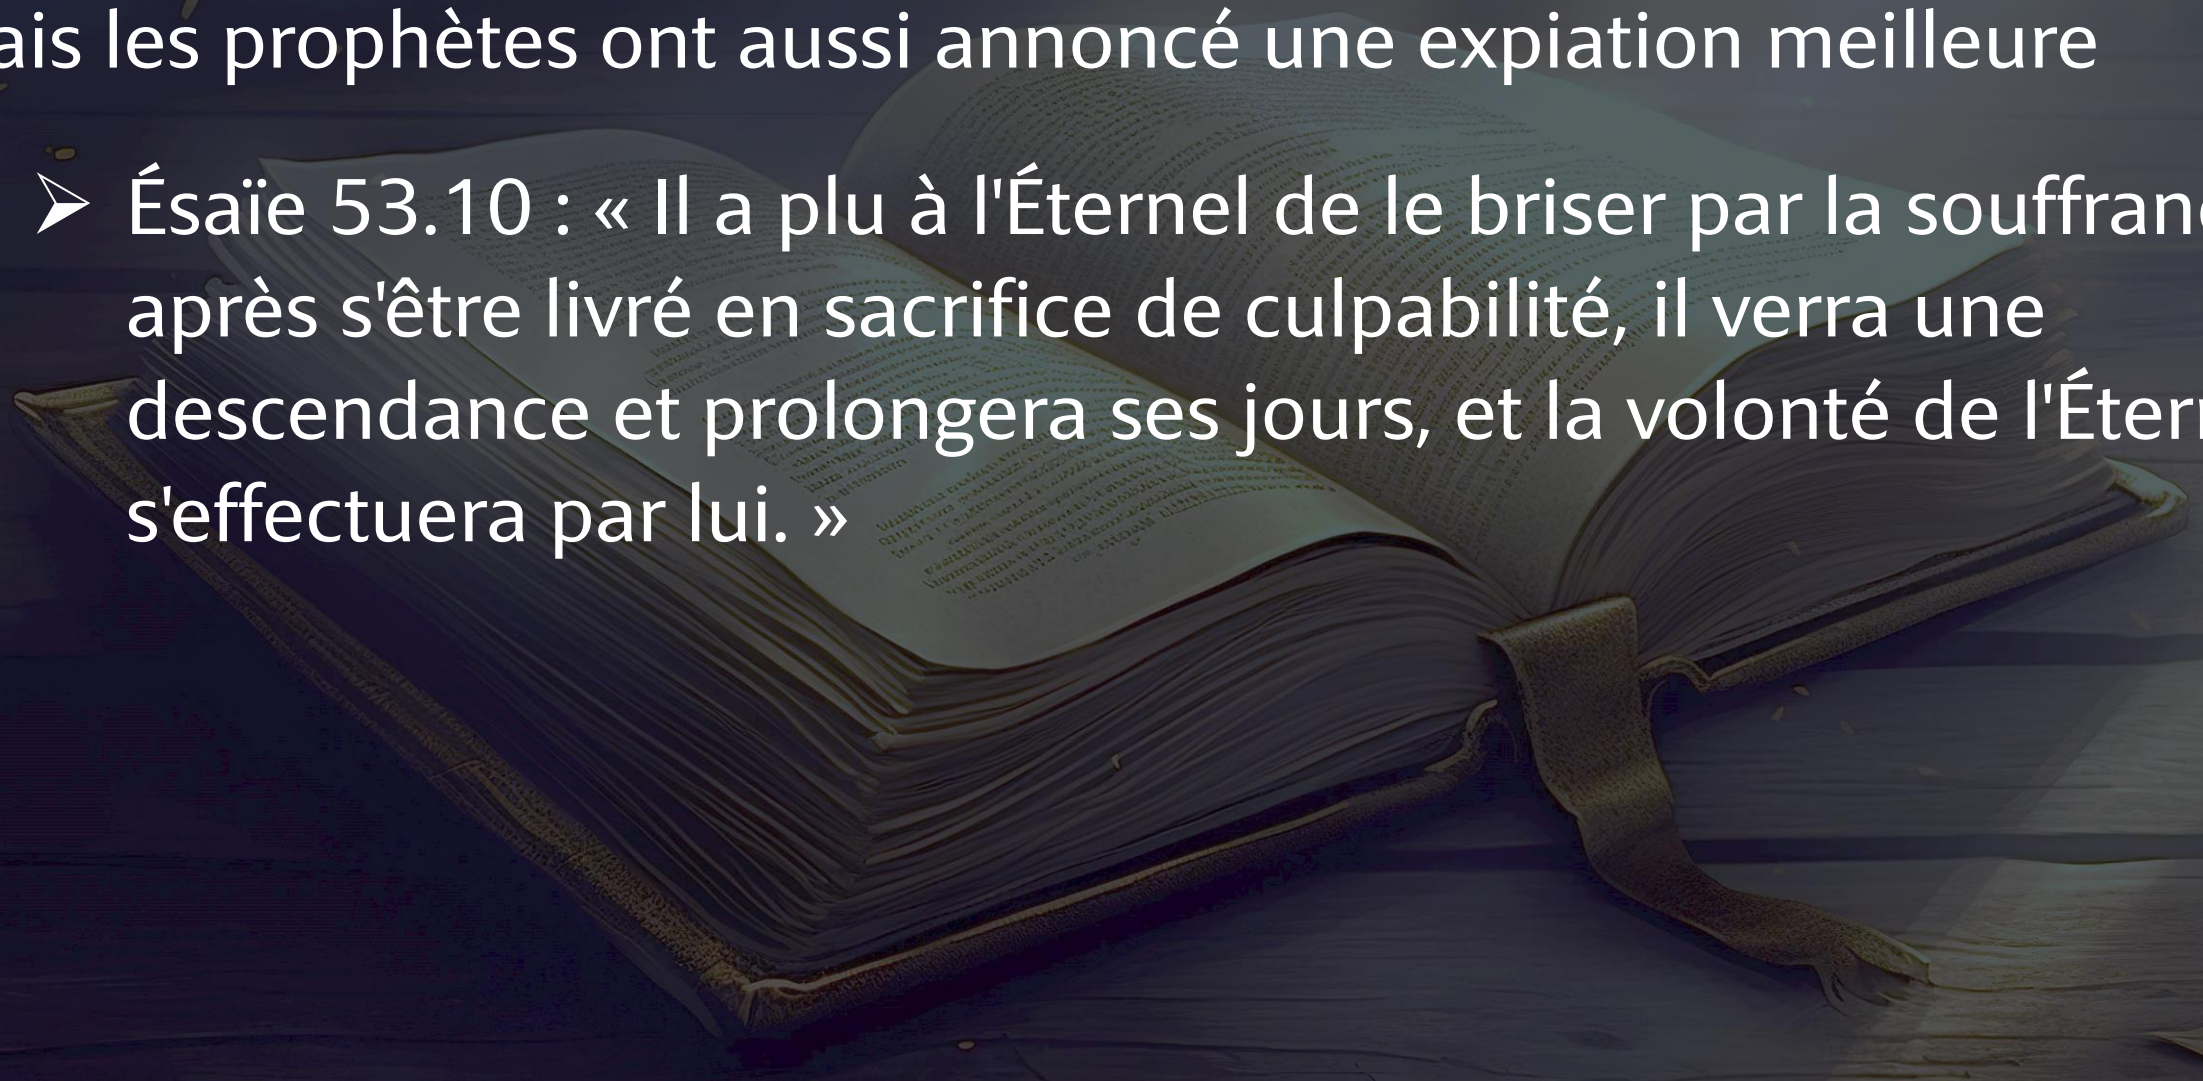 ais les prophètes ont aussi annoncé une expiation meilleure
➢ Ésaïe 53.10 : « Il a plu à l'Éternel de le briser par la
après s'être livré en sacrifice de culpabilité, il verra une
descendance et prolongera ses jours, et la volonté de
s'effectuera par lui. »